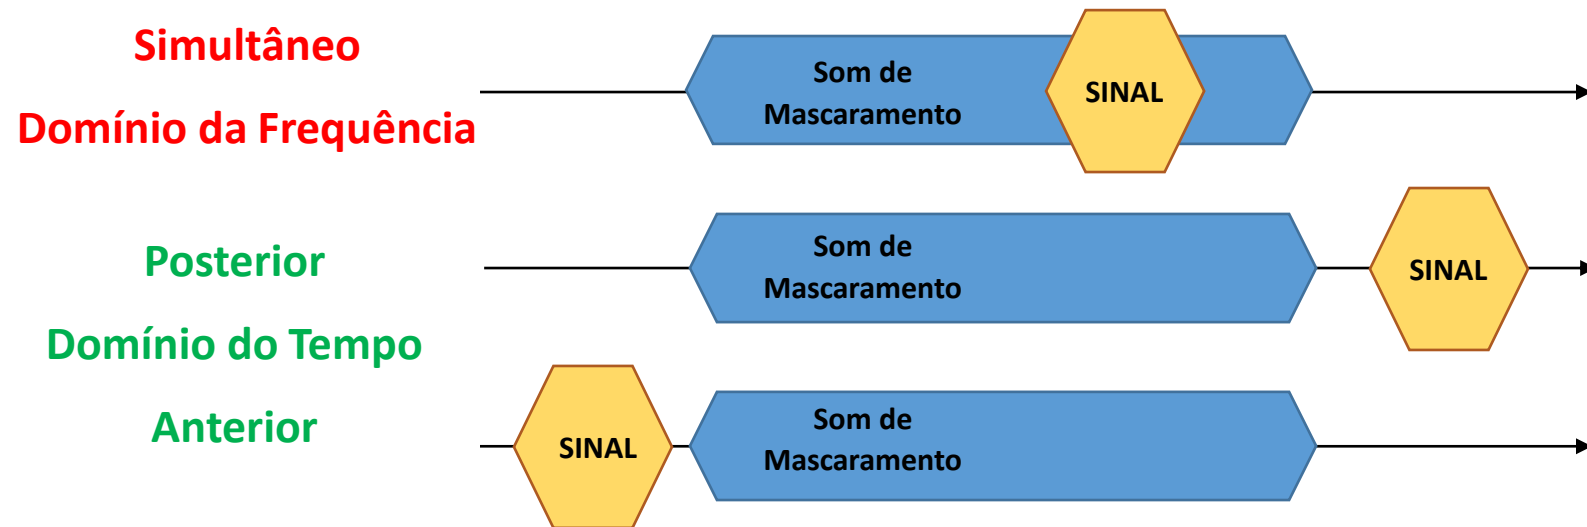 Simultâneo
Domínio da Frequência
Som de
Mascaramento
SINAL
Posterior
Som de
Mascaramento
SINAL
Domínio do Tempo
Anterior
SINAL
Som de
Mascaramento